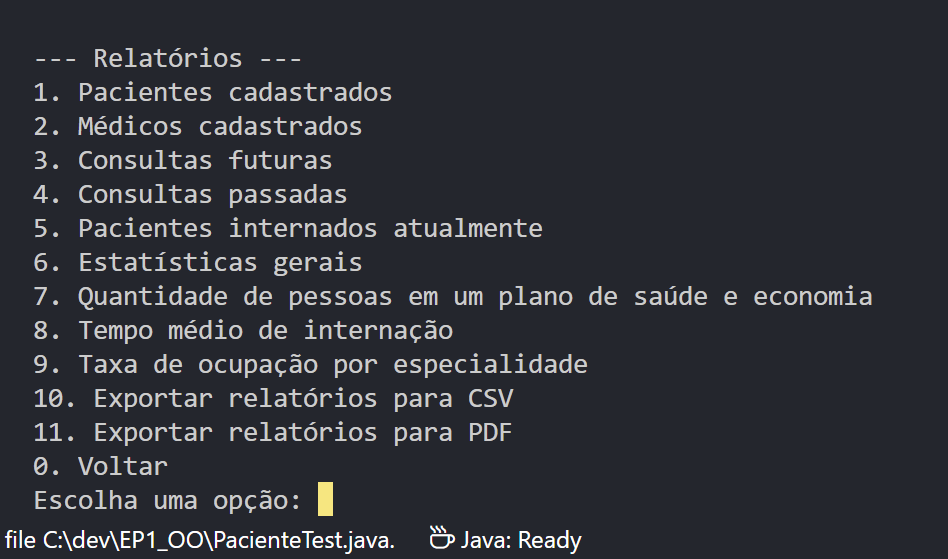 --- Relatórios ---
1. Pacientes cadastrados
2. Médicos cadastrados
3. Consultas futuras
4. Consultas passadas
5. Pacientes internados atualmente
6. Estatísticas gerais
7. Quantidade de pessoas em um plano de saúde e economia
8. Tempo médio de internação
9. Taxa de ocupação por especialidade
10. Exportar relatórios para CSV
11. Exportar relatórios para PDF
0. Voltar
Escolha uma opção:
file C:\dev\EP1_OO\PacienteTest.java. Java: Ready